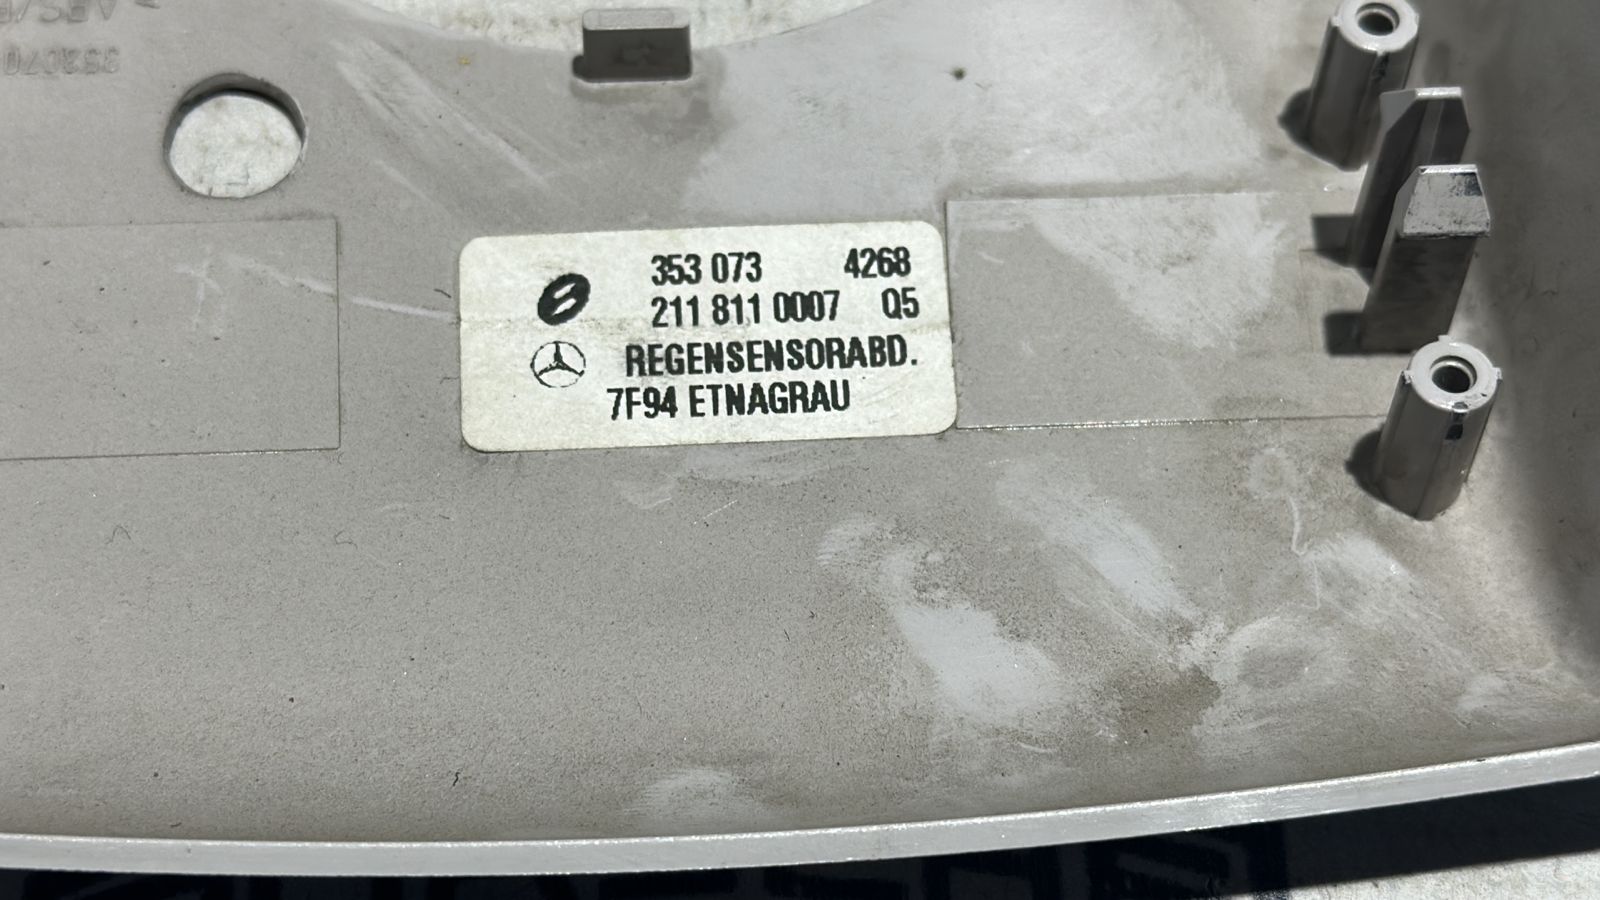 353 073 4268
211 811 0007 Q5
REGENSENSORABD.
7F94 ETNAGRAU